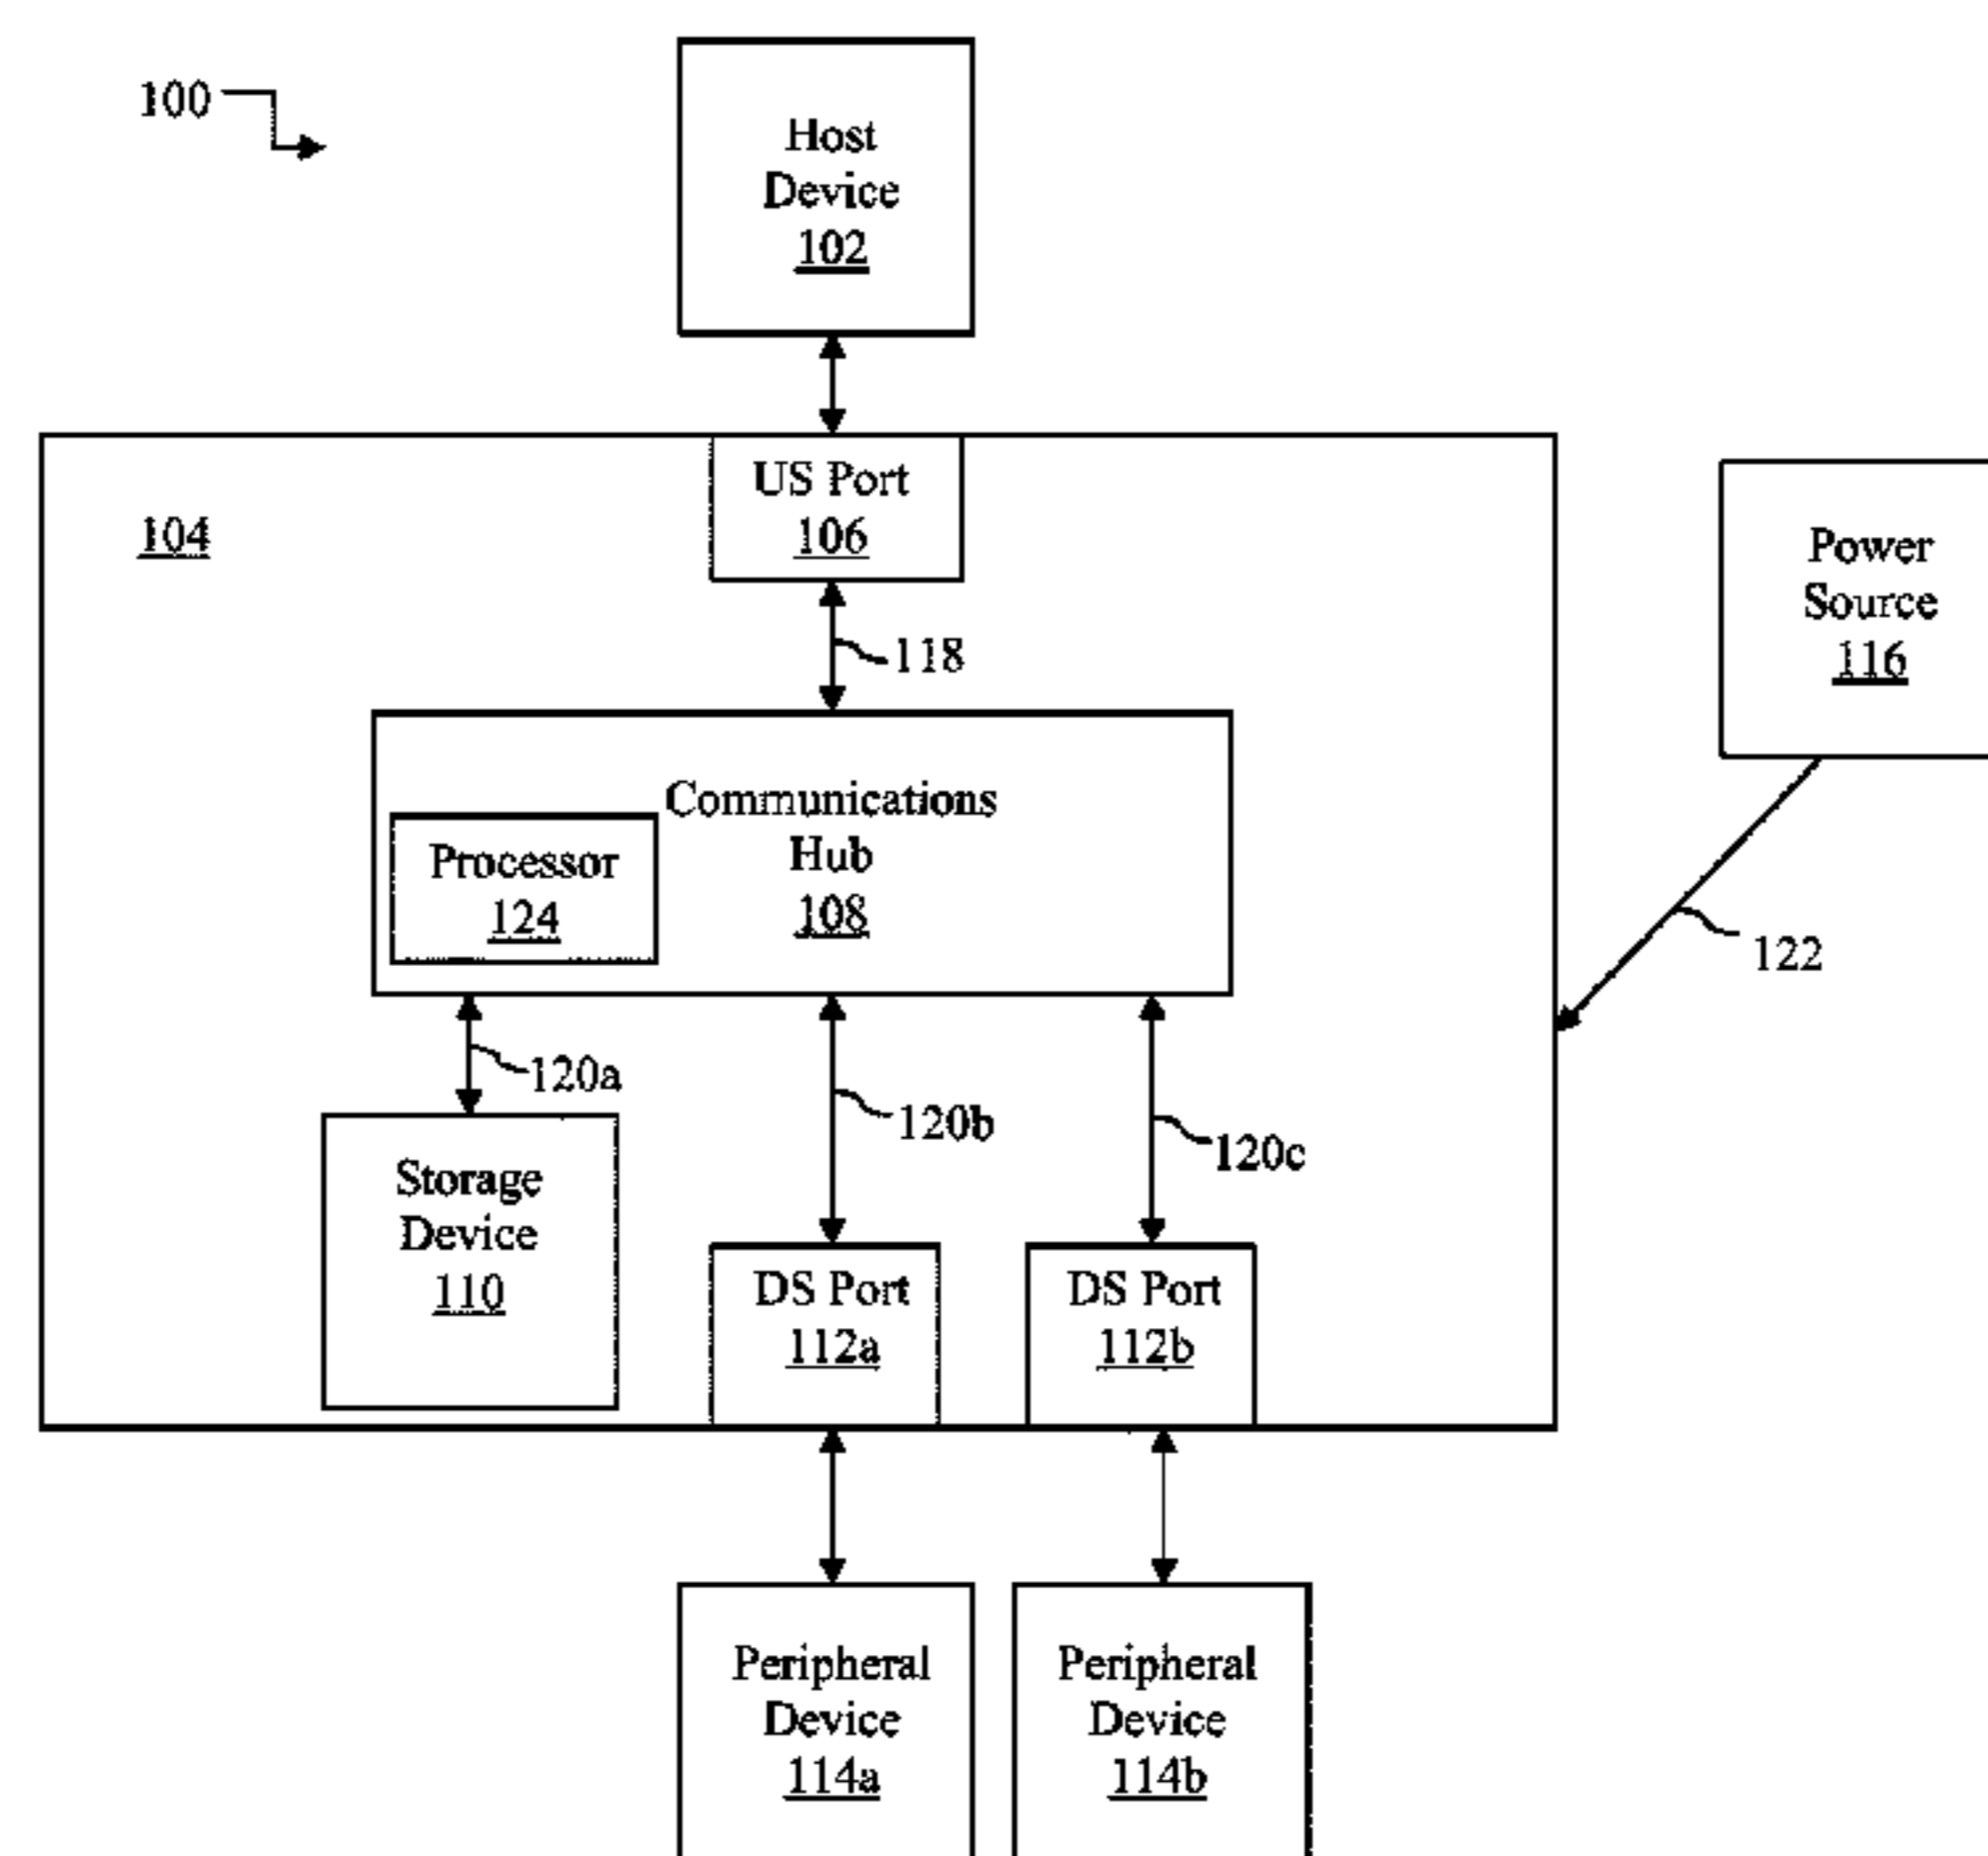 100
Host
Device
102
US Port
106
104
Power
Source
116
118
Communications
Hub
108
Processor
124
122
120a
120b
120c
Storage
Device
110
DS Port
112a
DS Port
112b
Peripheral
Device
114a
Peripheral
Device
114b